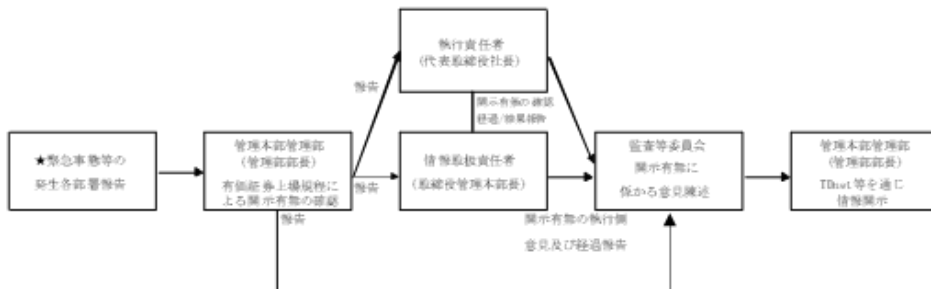 執行責任者
(代表取締役社長)
報告
開示有無の確認
経過/結果報告
★緊急事態等の
発生各部署報告
管理本部管理部
(管理部部長)
有価証券上場規程に
よる開示有無の確認
報告
情報取扱責任者
(取締役管理本部長)
監査等委員会
開示有無に
係かる意見陳述
管理本部管理部
(管理部部長)
TDnet等を通じ
情報開示
報告
開示有無の執行側
意見及び経過報告